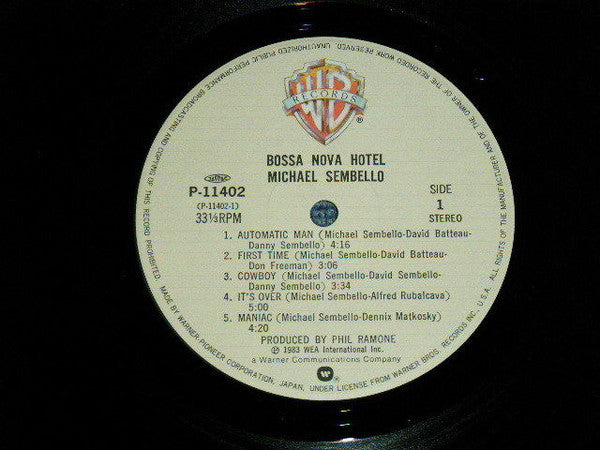 WB
RECORDS
®
BOSSA NOVA HOTEL
MICHAEL SEMBELLO
P-11402
(P-11402-1)
33⅓RPM
SIDE
1
STEREO
1. AUTOMATIC MAN (Michael Sembello-David Batteau-
Danny Sembello) 4:16
2. FIRST TIME (Michael Sembello-David Batteau-
Don Freeman) 3:06
3. COWBOY (Michael Sembello-David Sembello-
Danny Sembello) 3:34
4. IT'S OVER (Michael Sembello-Alfred Rubalcava)
5:00
5. MANIAC (Michael Sembello-Dennix Matkosky)
4:20
PRODUCED BY PHIL RAMONE
℗ 1983 WEA International Inc.
a Warner Communications Company
MADE BY WARNER-PIONEER CORPORATION, JAPAN, UNDER LICENSE FROM WARNER BROS. RECORDS INC., U.S.A. ALL RIGHTS OF THE MANUFACTURER AND OF THE OWNER OF THE RECORDED WORK RESERVED. UNAUTHORIZED PUBLIC PERFORMANCE BROADCASTING AND COPYING OF THIS RECORD PROHIBITED.